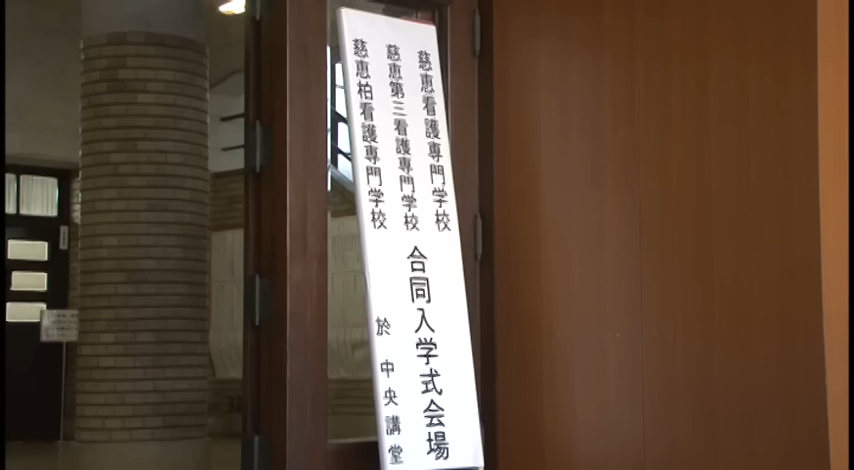 慈恵看護専門学校
慈恵第三看護専門学校
慈恵柏看護専門学校
合同入学式会場
於 中央講堂